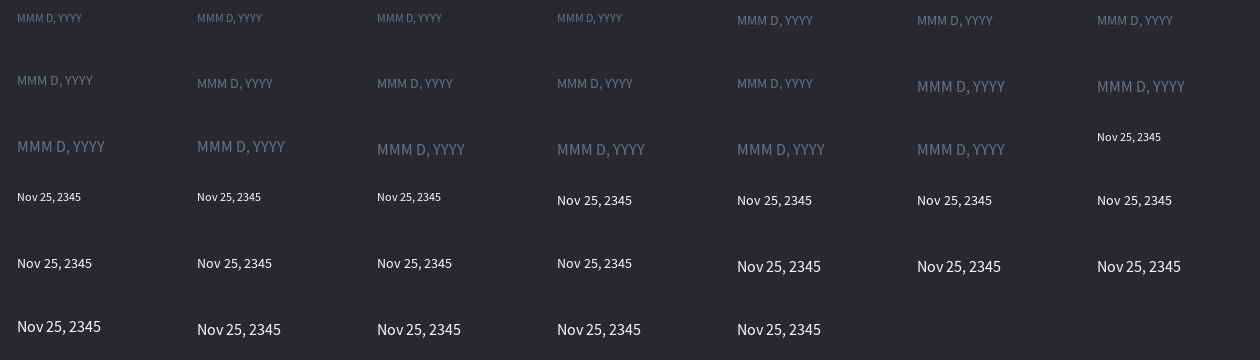 MMM D, YYYY MMM D, YYYY MMM D, YYYY MMM D, YYYY MMM D, YYYY MMM D, YYYY MMM D, YYYY
MMM D, YYYY MMM D, YYYY MMM D, YYYY MMM D, YYYY MMM D, YYYY MMM D, YYYY MMM D, YYYY
MMM D, YYYY MMM D, YYYY MMM D, YYYY MMM D, YYYY MMM D, YYYY MMM D, YYYY Nov 25, 2345
Nov 25, 2345 Nov 25, 2345 Nov 25, 2345 Nov 25, 2345 Nov 25, 2345 Nov 25, 2345 Nov 25, 2345
Nov 25, 2345 Nov 25, 2345 Nov 25, 2345 Nov 25, 2345 Nov 25, 2345 Nov 25, 2345 Nov 25, 2345
Nov 25, 2345 Nov 25, 2345 Nov 25, 2345 Nov 25, 2345 Nov 25, 2345